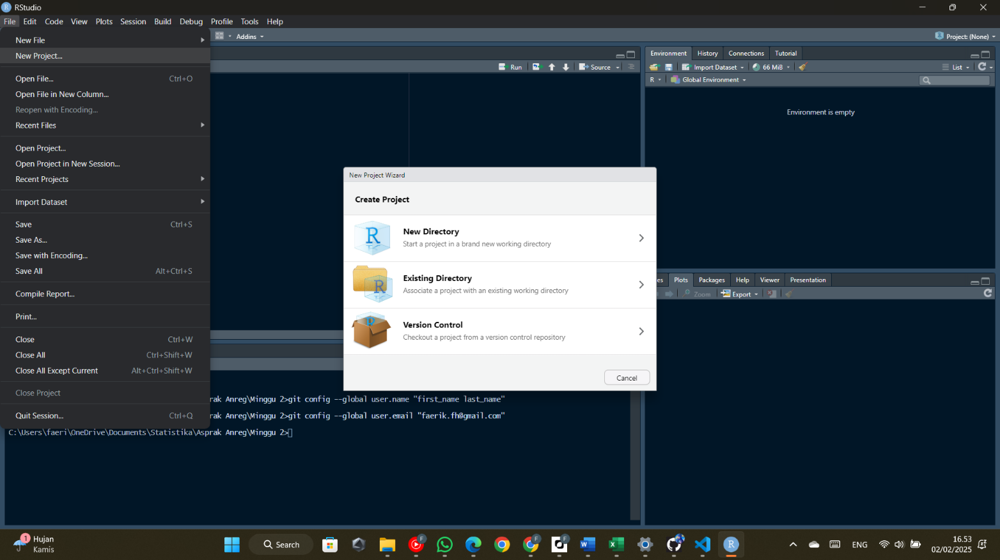 RStudio
File Edit Code View Plots Session Build Debug Profile Tools Help
Addins
Project: (None)
New File
New Project...
Open File... Ctrl+O
Open File in New Column...
Reopen with Encoding...
Recent Files
Open Project...
Open Project in New Session...
Recent Projects
Import Dataset
Save Ctrl+S
Save As...
Save with Encoding...
Save All Alt+Ctrl+S
Compile Report...
Print...
Close Ctrl+W
Close All Ctrl+Shift+W
Close All Except Current Alt+Ctrl+Shift+W
Close Project
Quit Session... Ctrl+Q
Run Source
Environment History Connections Tutorial
Import Dataset 66 MiB List
R Global Environment
Environment is empty
New Project Wizard
Create Project
New Directory
Start a project in a brand new working directory
Existing Directory
Associate a project with an existing working directory
Version Control
Checkout a project from a version control repository
Cancel
es Plots Packages Help Viewer Presentation
Zoom Export
rak Anreg\Minggu 2>git config --global user.name "first_name last_name"
rak Anreg\Minggu 2>git config --global user.email "faerik.fh@gmail.com"
C:\Users\faeri\OneDrive\Documents\Statistika\Asprak Anreg\Minggu 2>
1
Hujan
Kamis
Search
ENG
16.53
02/02/2025